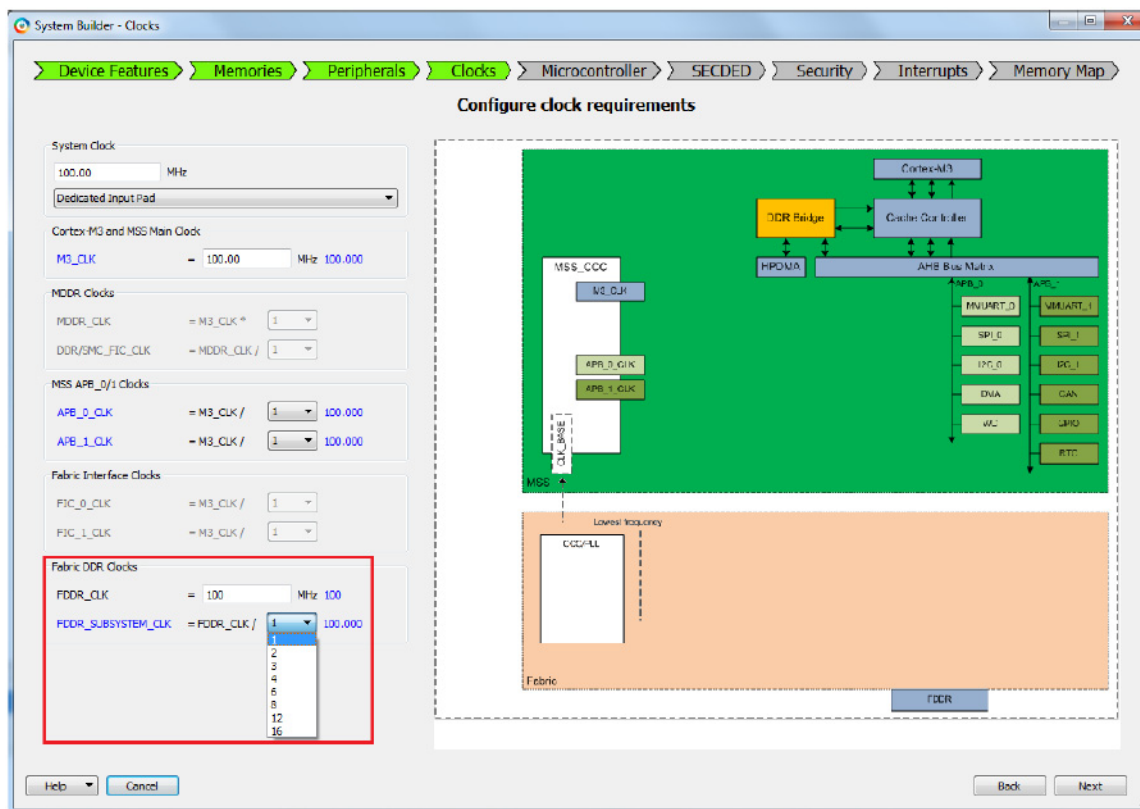 System Builder - Clocks
Device Features Memories Peripherals Clocks Microcontroller SECDED Security Interrupts Memory Map
Configure clock requirements
System Clock
100.00 MHz
Dedicated Input Pad
Cortex-M3 and MSS Main Clock
M3_CLK = 100.00 MHz 100.000
MDDR Clocks
MDDR_CLK = M3_CLK * 1
DDR/SMC_FIC_CLK = MDDR_CLK / 1
MSS APB_0/1 Clocks
APB_0_CLK = M3_CLK / 1 100.000
APB_1_CLK = M3_CLK / 1 100.000
Fabric Interface Clocks
FIC_0_CLK = M3_CLK / 1
FIC_1_CLK = M3_CLK / 1
Fabric DDR Clocks
FDDR_CLK = 100 MHz 100
FDDR_SUBSYSTEM_CLK = FDDR_CLK / 1 100.000
1
2
3
4
6
8
12
16
Cortex-M3
DDR Bridge Cache Controller
MSS_CCC HPDMA AHB Bus Matrix
APB_0 APB_1
M3_CLK
MMUART_0 MMUART_1
SPI_0 SPI_1
APB_0_CLK I2C_0 I2C_1
APB_1_CLK DMA CAN
GPIO
CLK_BASE
RTC
MSS
Lowest frequency
CCC/PLL
Fabric
FDDR
Help Cancel Back Next